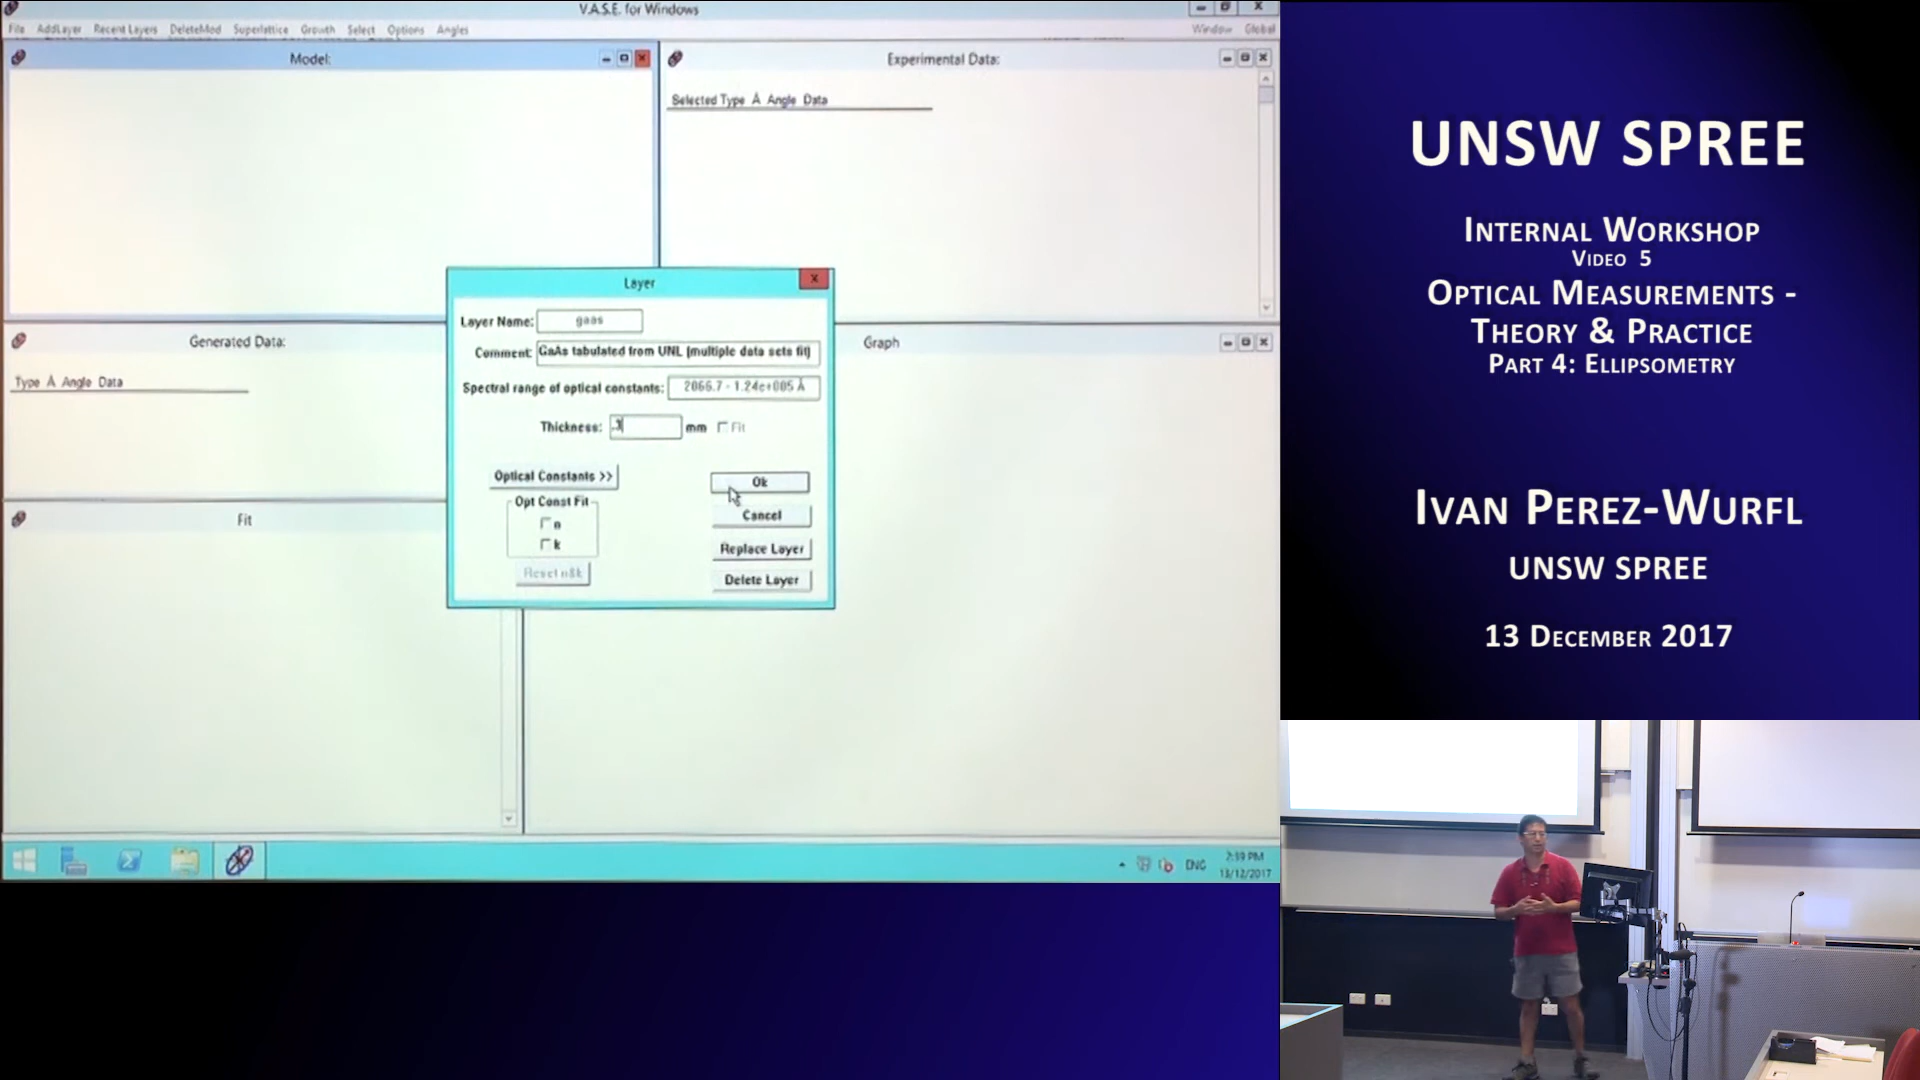 V.A.S.E. for Windows
File AddLayer Recent Layers DeleteMod Superlattice Growth Select Options Angles
Window Global
Model:
Experimental Data:
Selected Type Å Angle Data
Generated Data:
Type Å Angle Data
Fit
Graph
Layer
Layer Name: gaas
Comment: GaAs tabulated from UNL (multiple data sets fit)
Spectral range of optical constants: 2066.7 - 1.24e+005 Å
Thickness: mm Fit
Optical Constants >>
Opt Const Fit
n
k
Reset n&k
Ok
Cancel
Replace Layer
Delete Layer
ENG
2:39 PM
13/12/2017
UNSW SPREE
Internal Workshop
Video 5
Optical Measurements -
Theory & Practice
Part 4: Ellipsometry
Ivan Perez-Wurfl
UNSW SPREE
13 December 2017